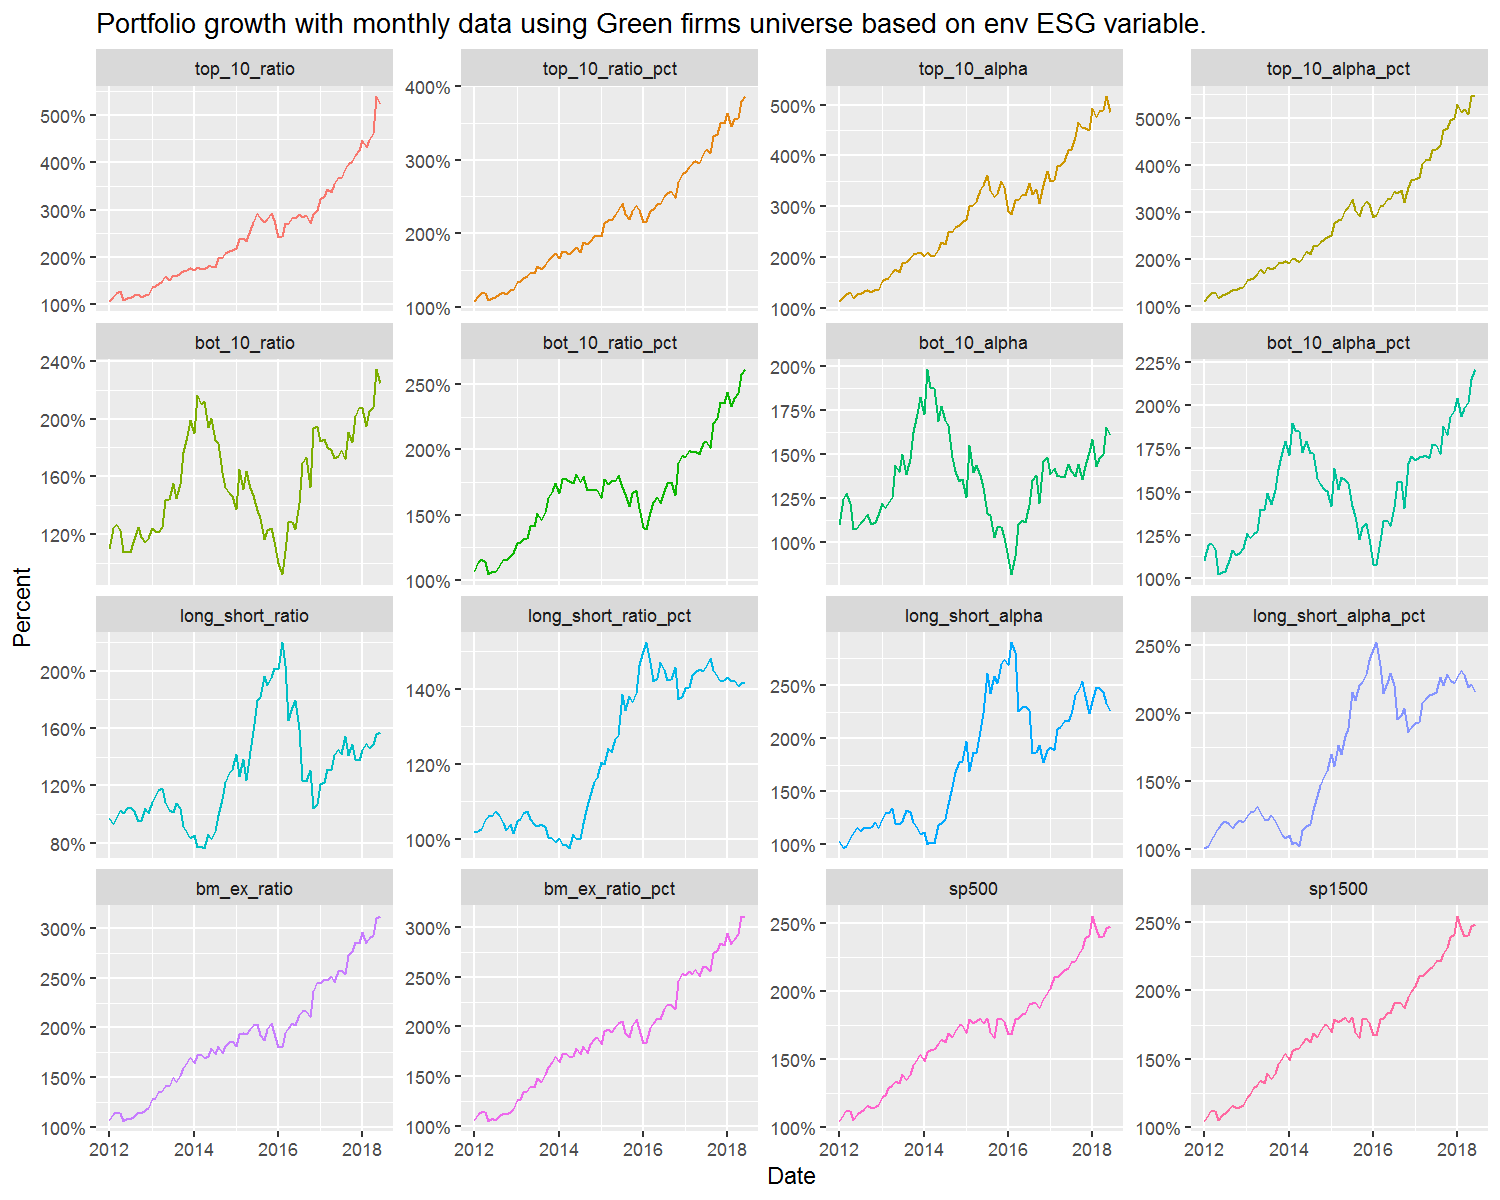 Portfolio growth with monthly data using Green firms universe based on env ESG variable.
top_10_ratio top_10_ratio_pct top_10_alpha top_10_alpha_pct
500% 400% 300% 200% 100%
400% 300% 200% 100%
500% 400% 300% 200% 100%
500% 400% 300% 200% 100%
bot_10_ratio bot_10_ratio_pct bot_10_alpha bot_10_alpha_pct
240% 200% 160% 120%
250% 200% 150% 100%
200% 175% 150% 125% 100%
225% 200% 175% 150% 125% 100%
Percent
long_short_ratio long_short_ratio_pct long_short_alpha long_short_alpha_pct
200% 160% 120% 80%
140% 120% 100%
250% 200% 150% 100%
250% 200% 150% 100%
bm_ex_ratio bm_ex_ratio_pct sp500 sp1500
300% 250% 200% 150% 100%
300% 250% 200% 150% 100%
250% 200% 150% 100%
250% 200% 150% 100%
2012 2014 2016 2018 2012 2014 2016 2018 2012 2014 2016 2018 2012 2014 2016 2018
Date